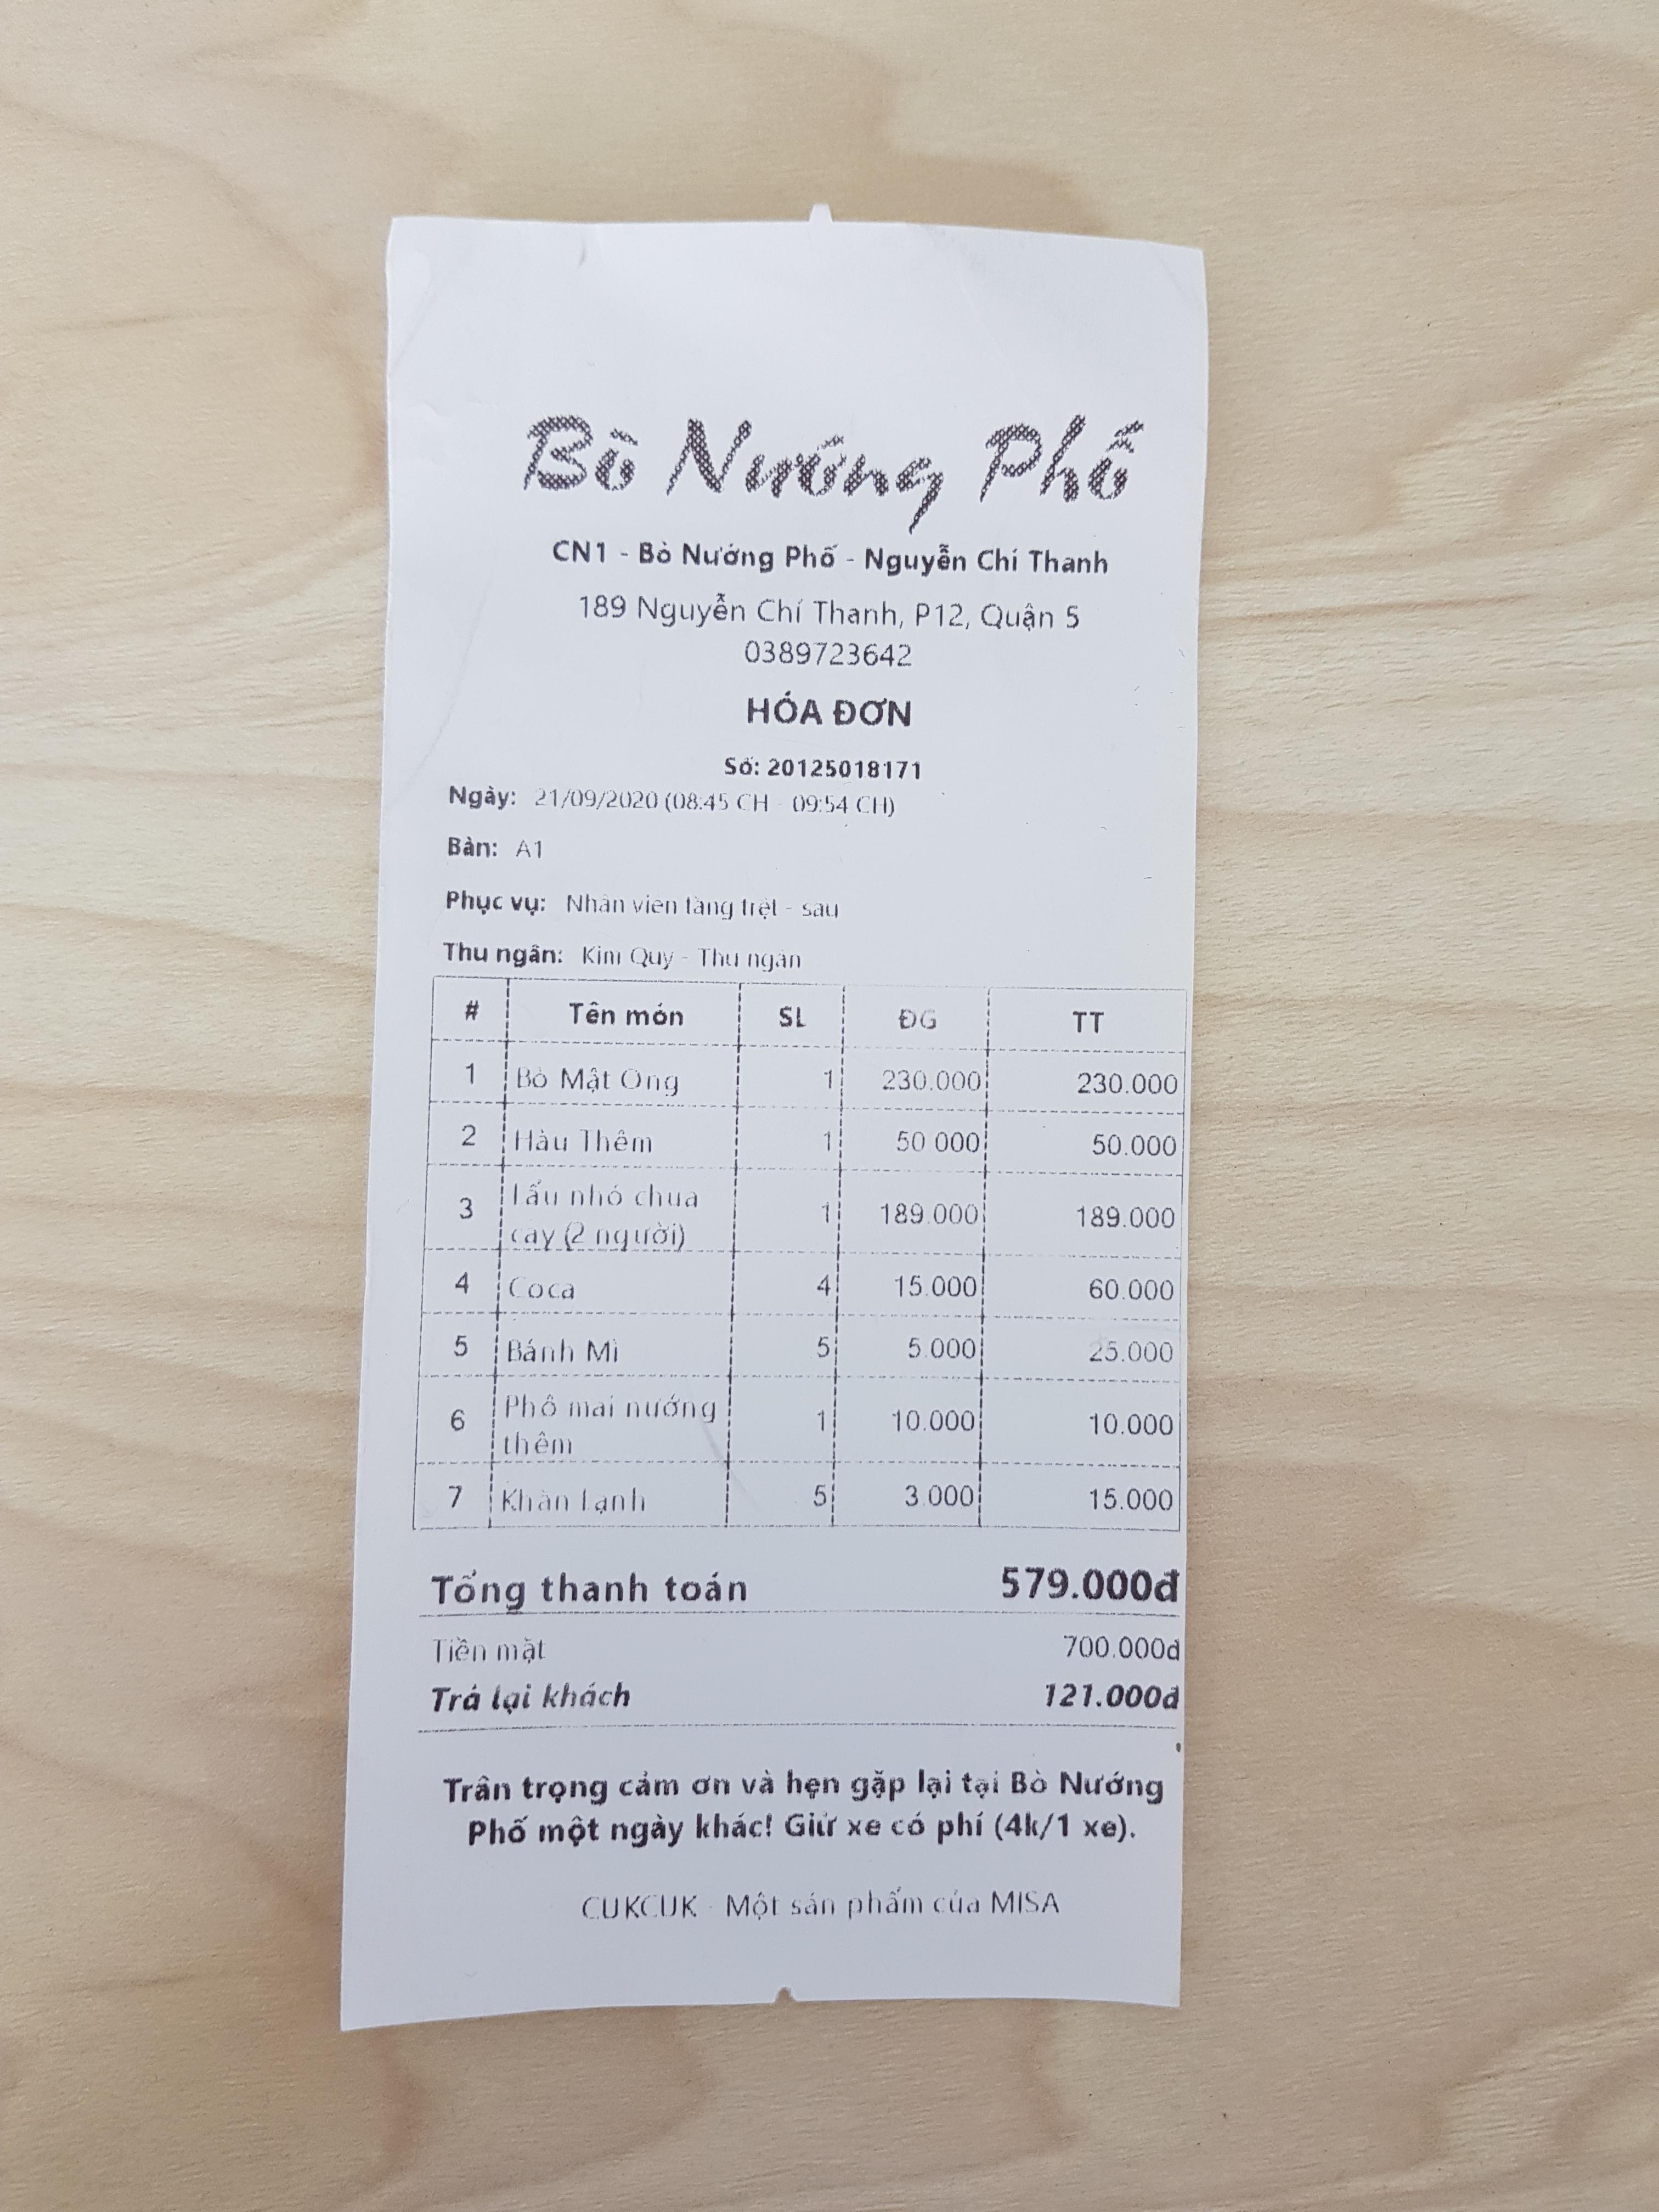 Bò Nướng Phố
CN1 - Bò Nướng Phố - Nguyễn Chí Thanh
189 Nguyễn Chí Thanh, P12, Quận 5
0389723642
HÓA ĐƠN
Số: 20125018171
Ngày: 21/09/2020 (08:45 CH - 09:54 CH)
Bàn: A1
Phục vụ: Nhân viên tầng trệt - sau
Thu ngân: Kim Quy - Thu ngân
# Tên món SL ĐG TT
1 Bò Mật Ong 1 230.000 230.000
2 Hàu Thêm 1 50.000 50.000
3 Lẩu nhỏ chua
cay (2 người) 1 189.000 189.000
4 Coca 4 15.000 60.000
5 Bánh Mì 5 5.000 25.000
6 Phô mai nướng
thêm 1 10.000 10.000
7 Khăn Lạnh 5 3.000 15.000
Tổng thanh toán 579.000đ
Tiền mặt 700.000đ
Trả lại khách 121.000đ
Trân trọng cảm ơn và hẹn gặp lại tại Bò Nướng
Phố một ngày khác! Giữ xe có phí (4k/1 xe).
CUKCUK - Một sản phẩm của MISA